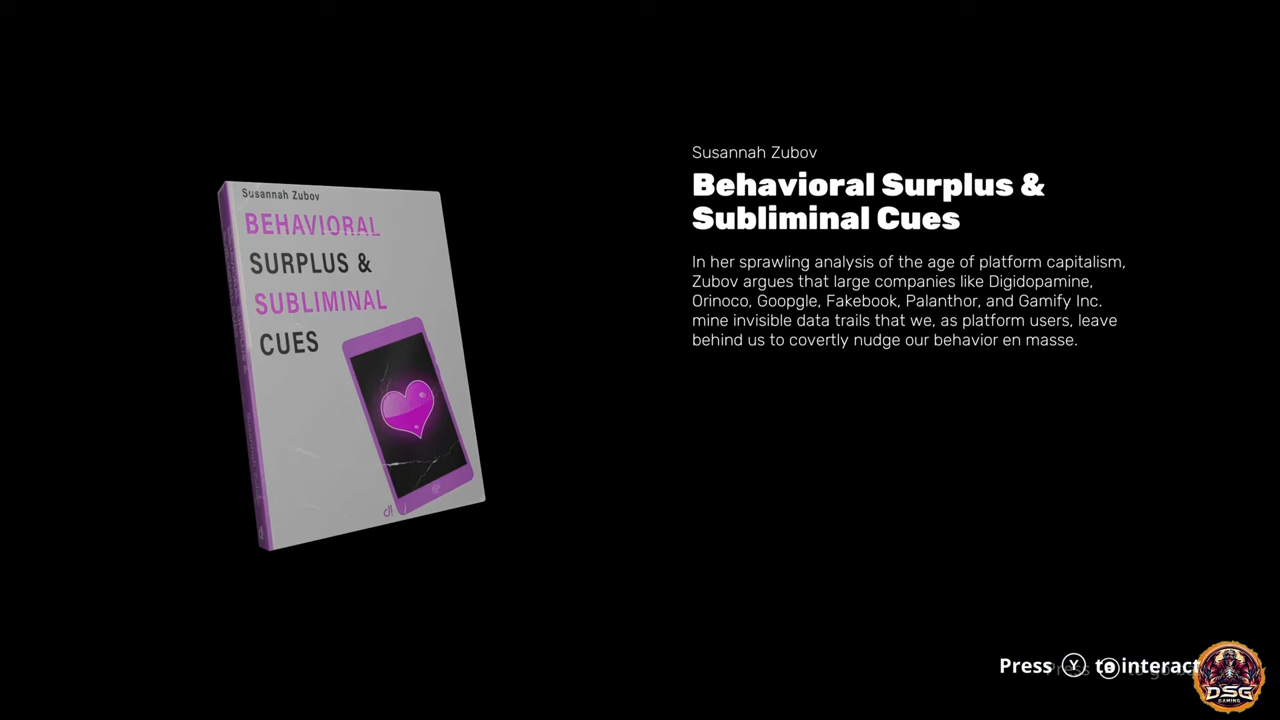 Susannah Zubov
BEHAVIORAL
SURPLUS &
SUBLIMINAL
CUES
Susannah Zubov
Behavioral Surplus &
Subliminal Cues
In her sprawling analysis of the age of platform capitalism,
Zubov argues that large companies like Digidopamine,
Orinoco, Goopgle, Fakebook, Palanthor, and Gamify Inc.
mine invisible data trails that we, as platform users, leave
behind us to covertly nudge our behavior en masse.
Press Y to interact
DSG
GAMING